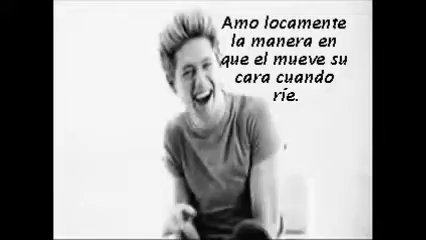 Amo locamente
la manera en
que el mueve su
cara cuando
ríe.